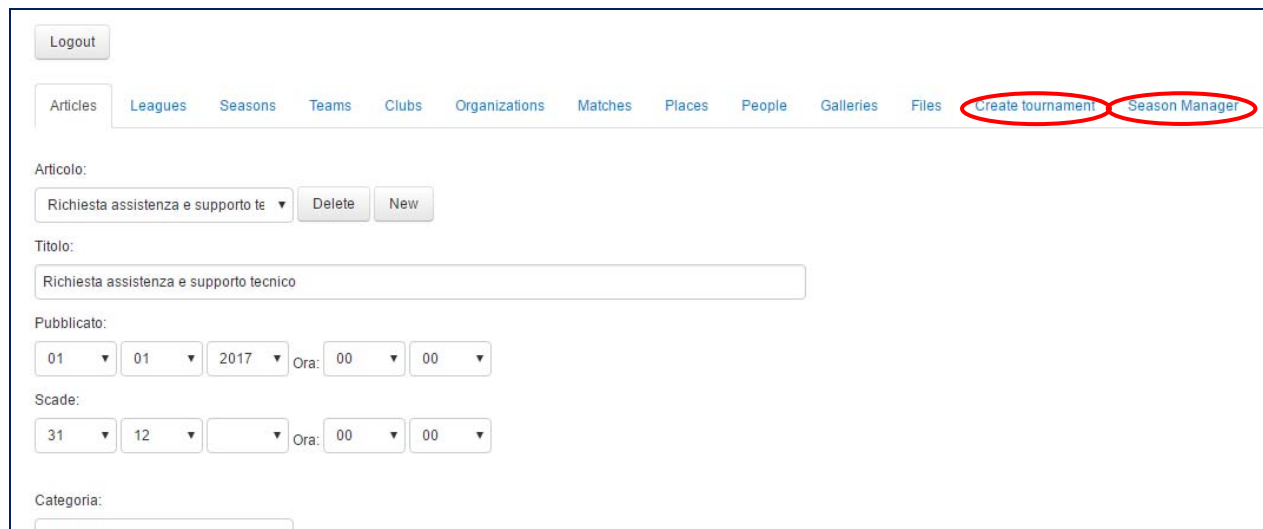 Logout
Articles Leagues Seasons Teams Clubs Organizations Matches Places People Galleries Files Create tournament Season Manager
Articolo:
Richiesta assistenza e supporto te Delete New
Titolo:
Richiesta assistenza e supporto tecnico
Pubblicato:
01 01 2017 Ora: 00 00
Scade:
31 12 Ora: 00 00
Categoria: